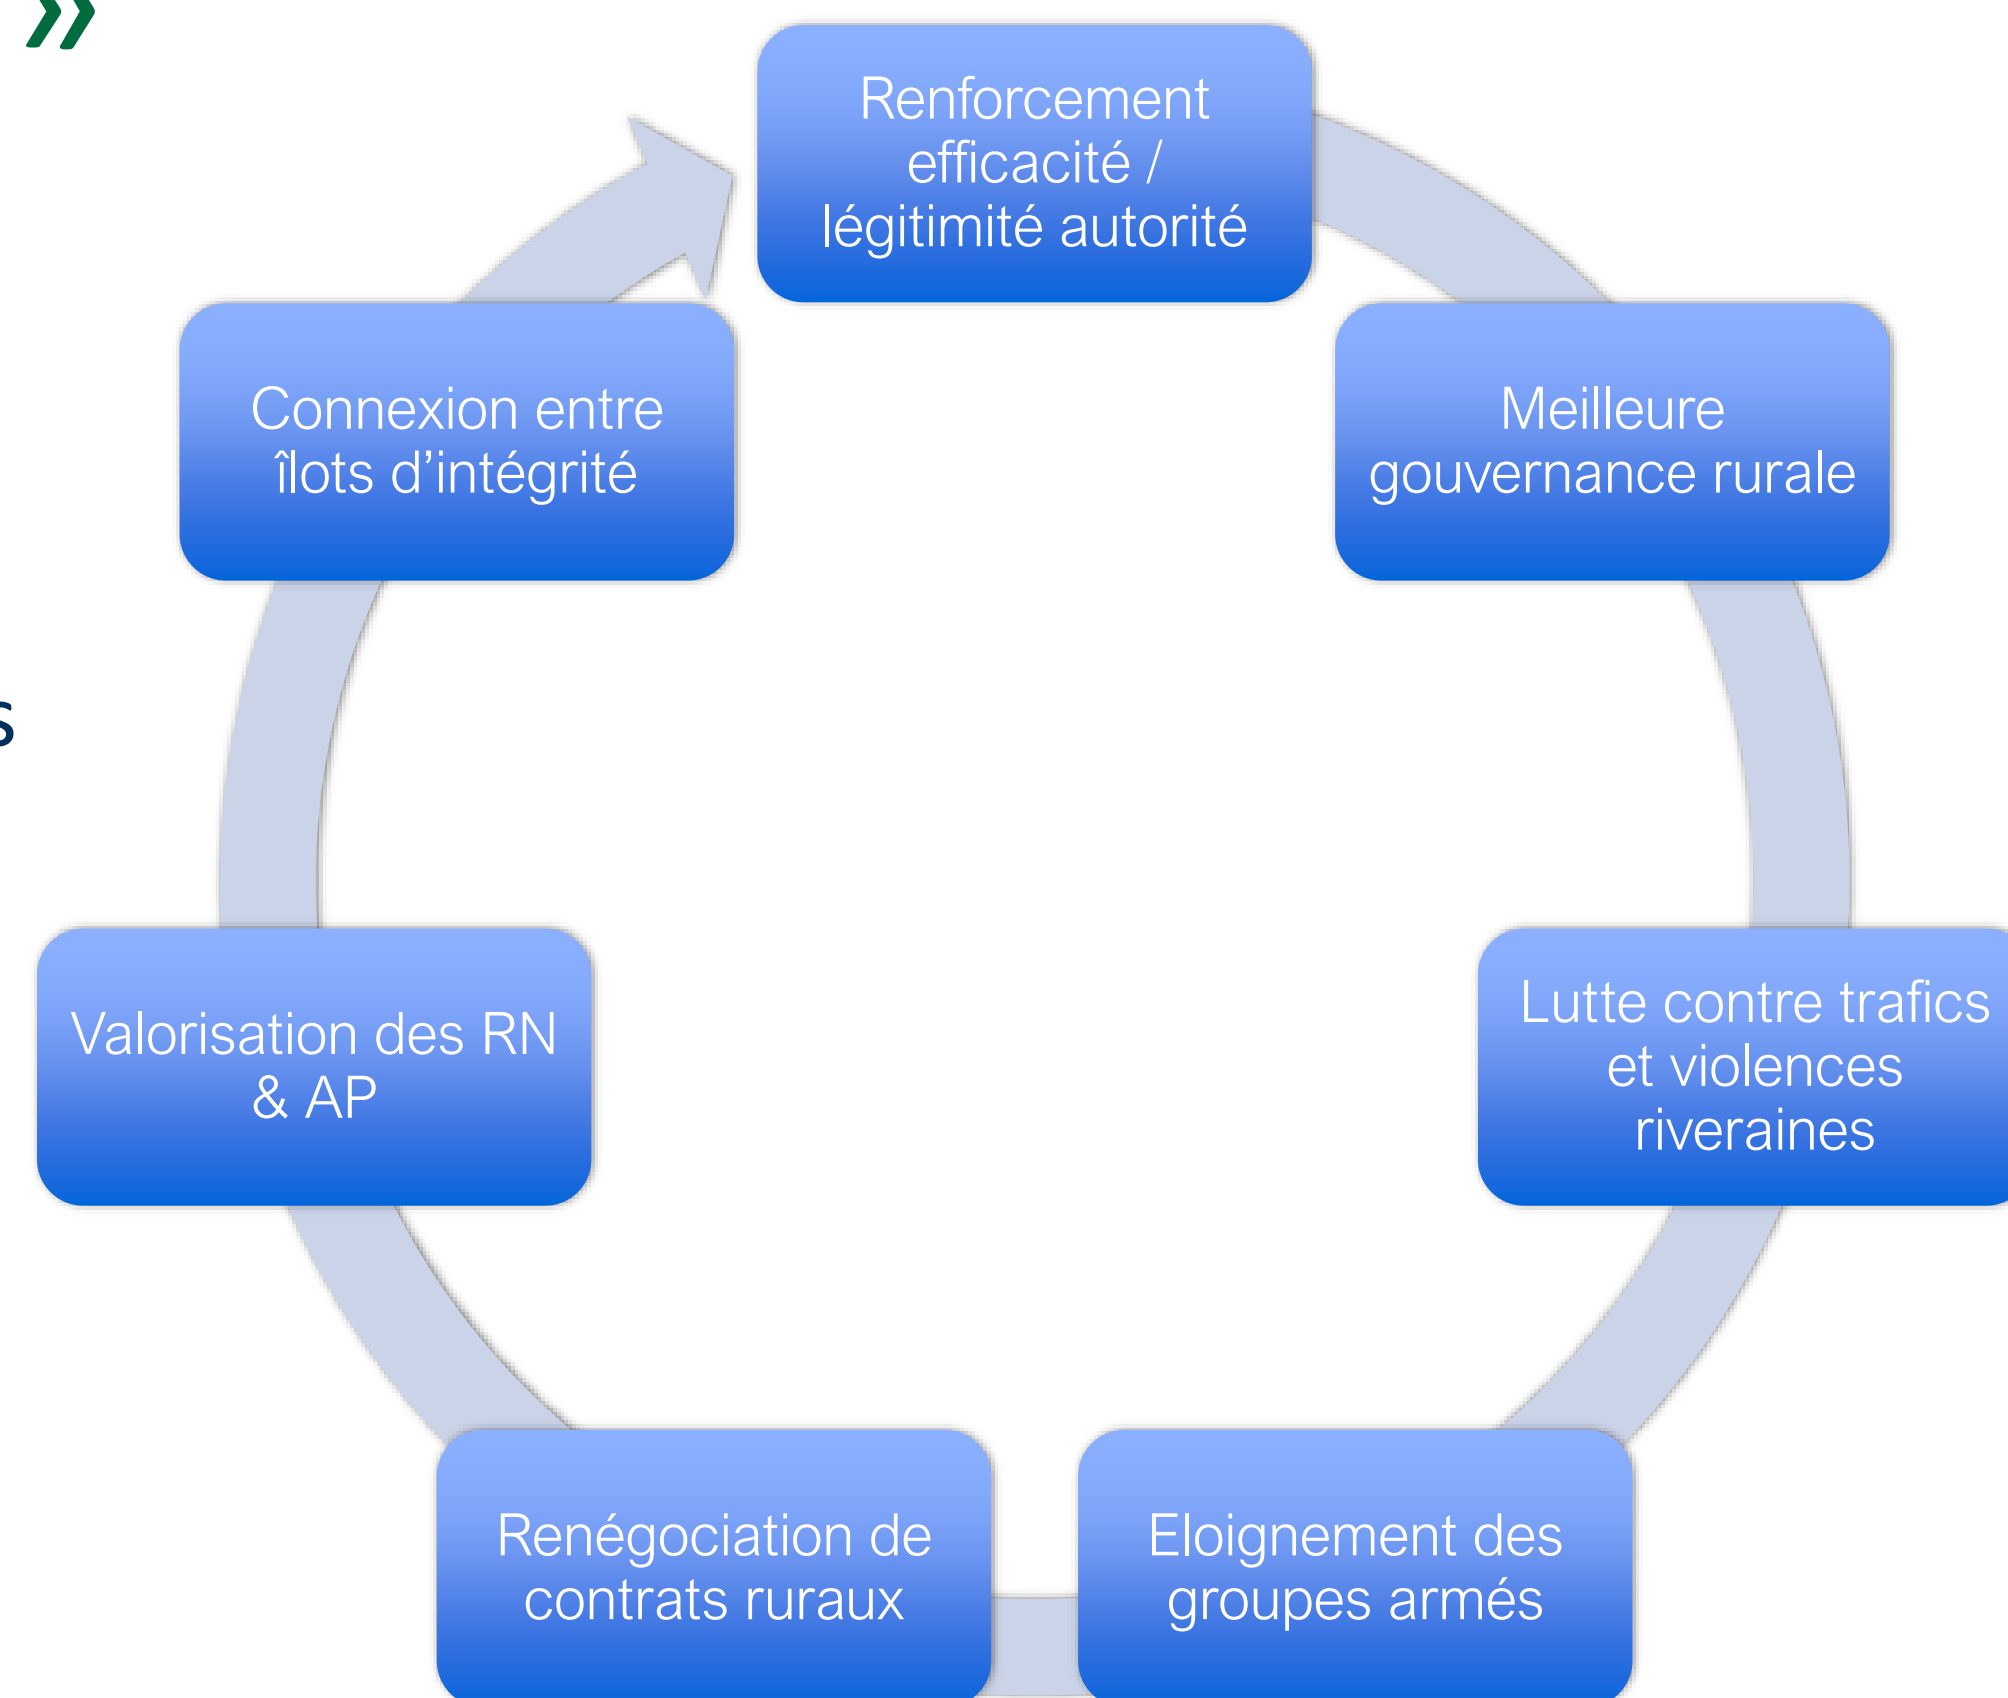 »
Renforcement
efficacité /
légitimité autorité
Meilleure
gouvernance rurale
Lutte contre trafics
et violences
riveraines
Eloignement des
groupes armés
Renégociation de
contrats ruraux
Valorisation des RN
& AP
Connexion entre
îlots d’intégrité
s